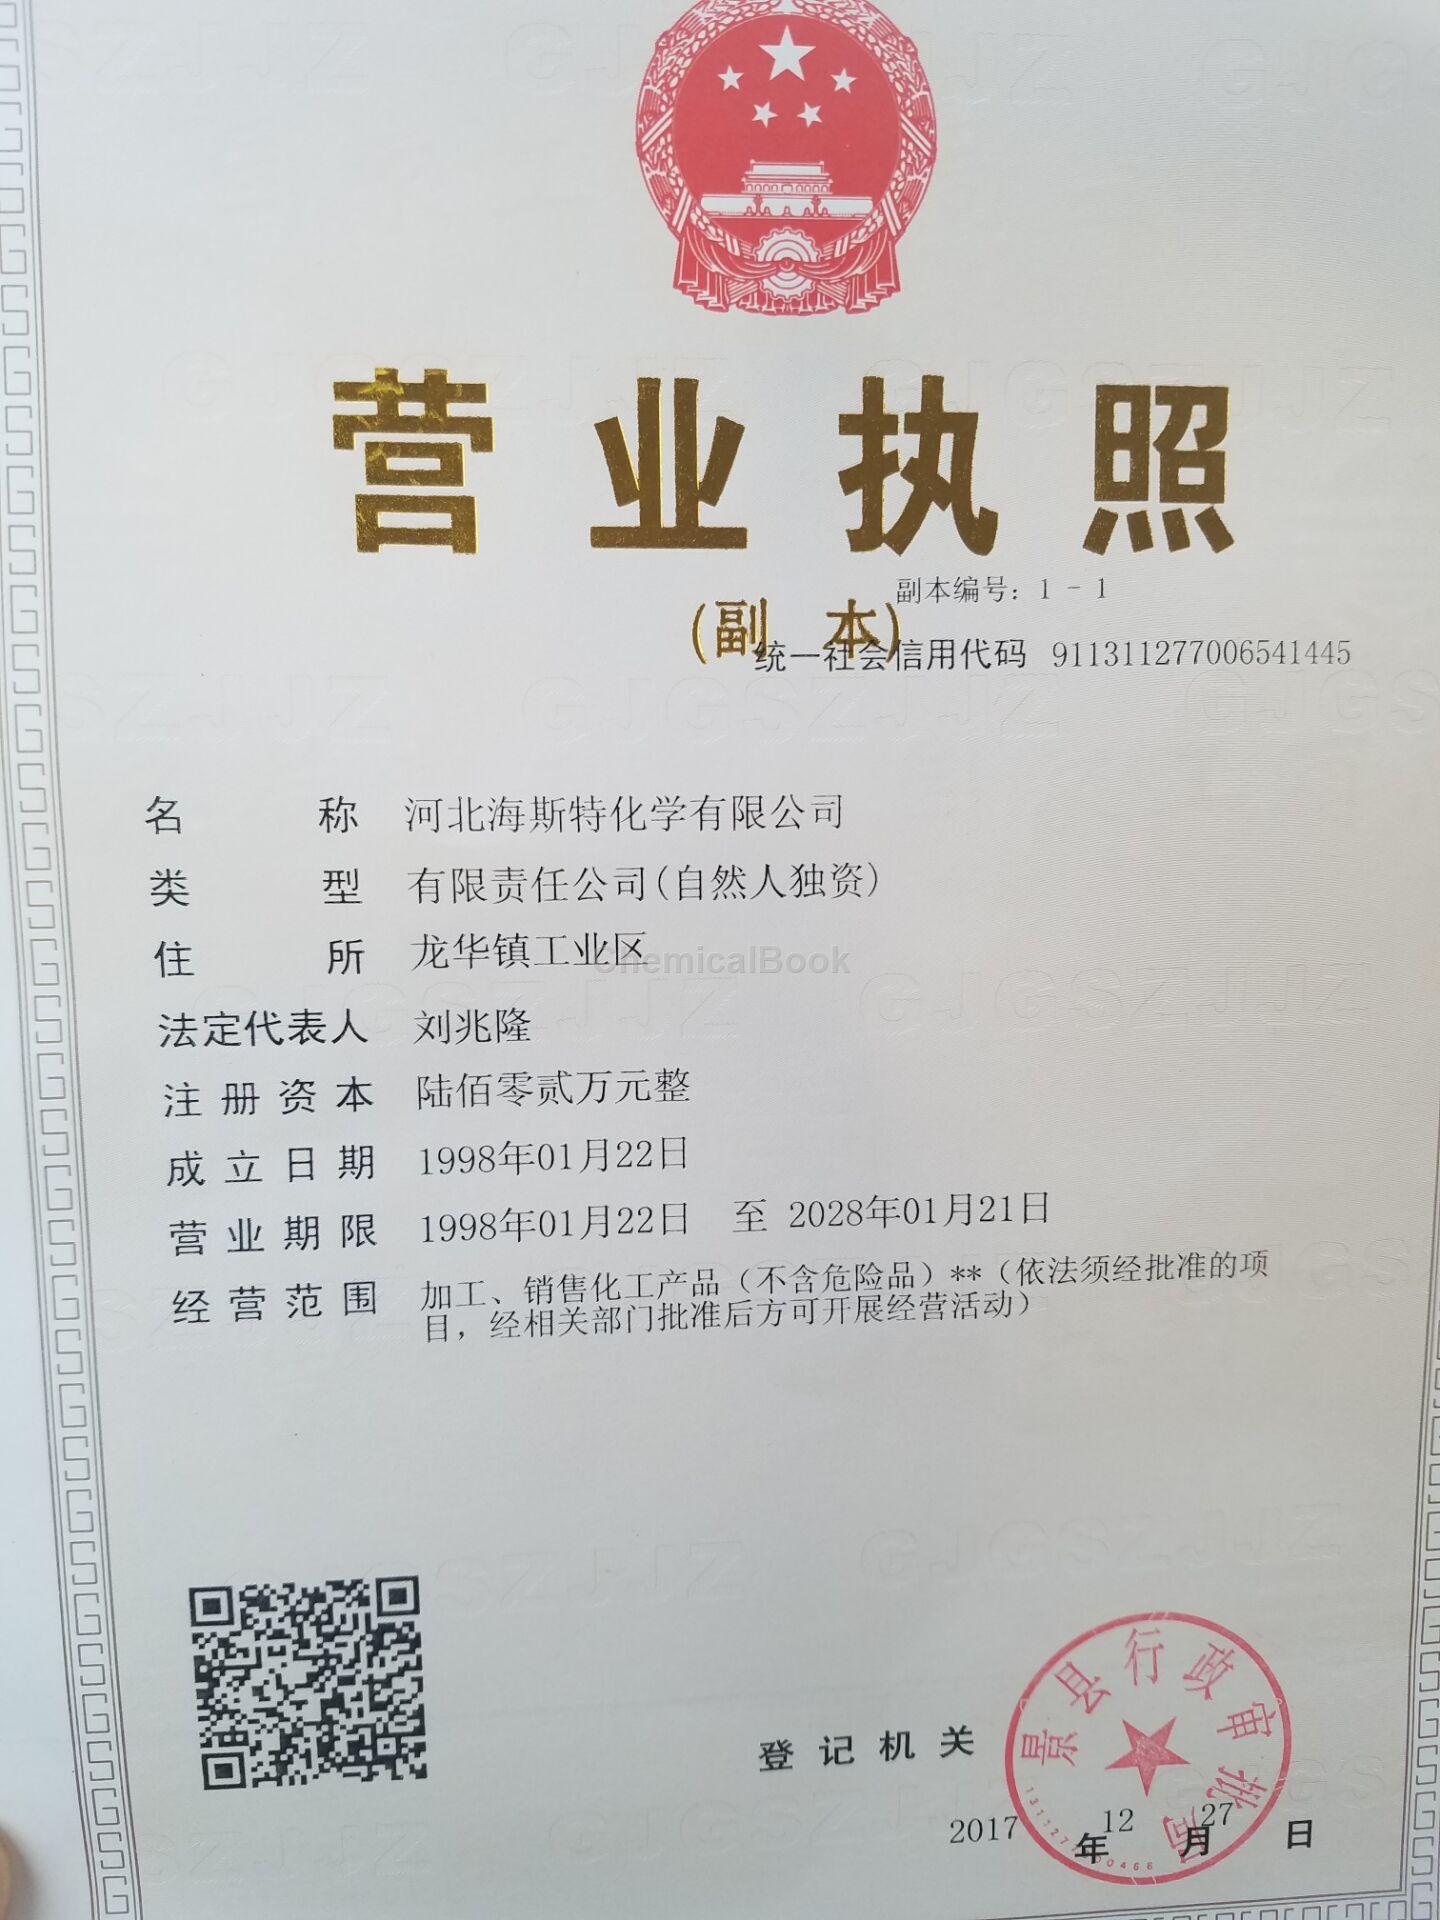 营业执照
(副本)
副本编号：1-1
统一社会信用代码 911311277006541445
名称 河北海斯特化学有限公司
类型 有限责任公司(自然人独资)
住所 龙华镇工业区
ChemicalBook
法定代表人 刘兆隆
注册资本 陆佰零贰万元整
成立日期 1998年01月22日
营业期限 1998年01月22日 至 2028年01月21日
经营范围 加工、销售化工产品（不含危险品）**（依法须经批准的项
目，经相关部门批准后方可开展经营活动）
登记机关
景县行政审批局
2017年12月27日